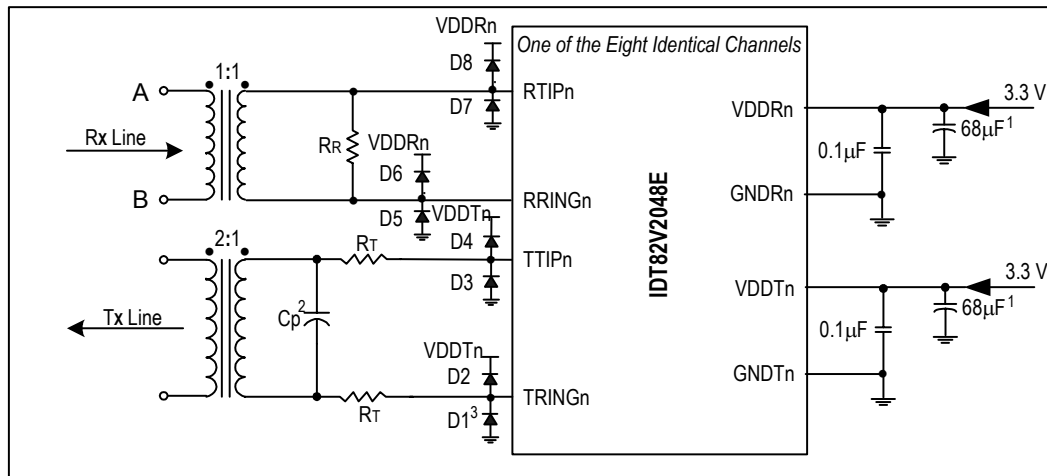 One of the Eight Identical Channels
VDDRn
D8
D7
1:1
A
B
Rx Line
RR
VDDRn
D6
D5
RTIPn
RRINGn
VDDTn
D4
D3
2:1
Tx Line
Cp2
RT
RT
TTIPn
VDDTn
D2
D13
TRINGn
IDT82V2048E
VDDRn
GNDRn
0.1µF
68µF1
3.3 V
VDDTn
GNDTn
0.1µF
68µF1
3.3 V